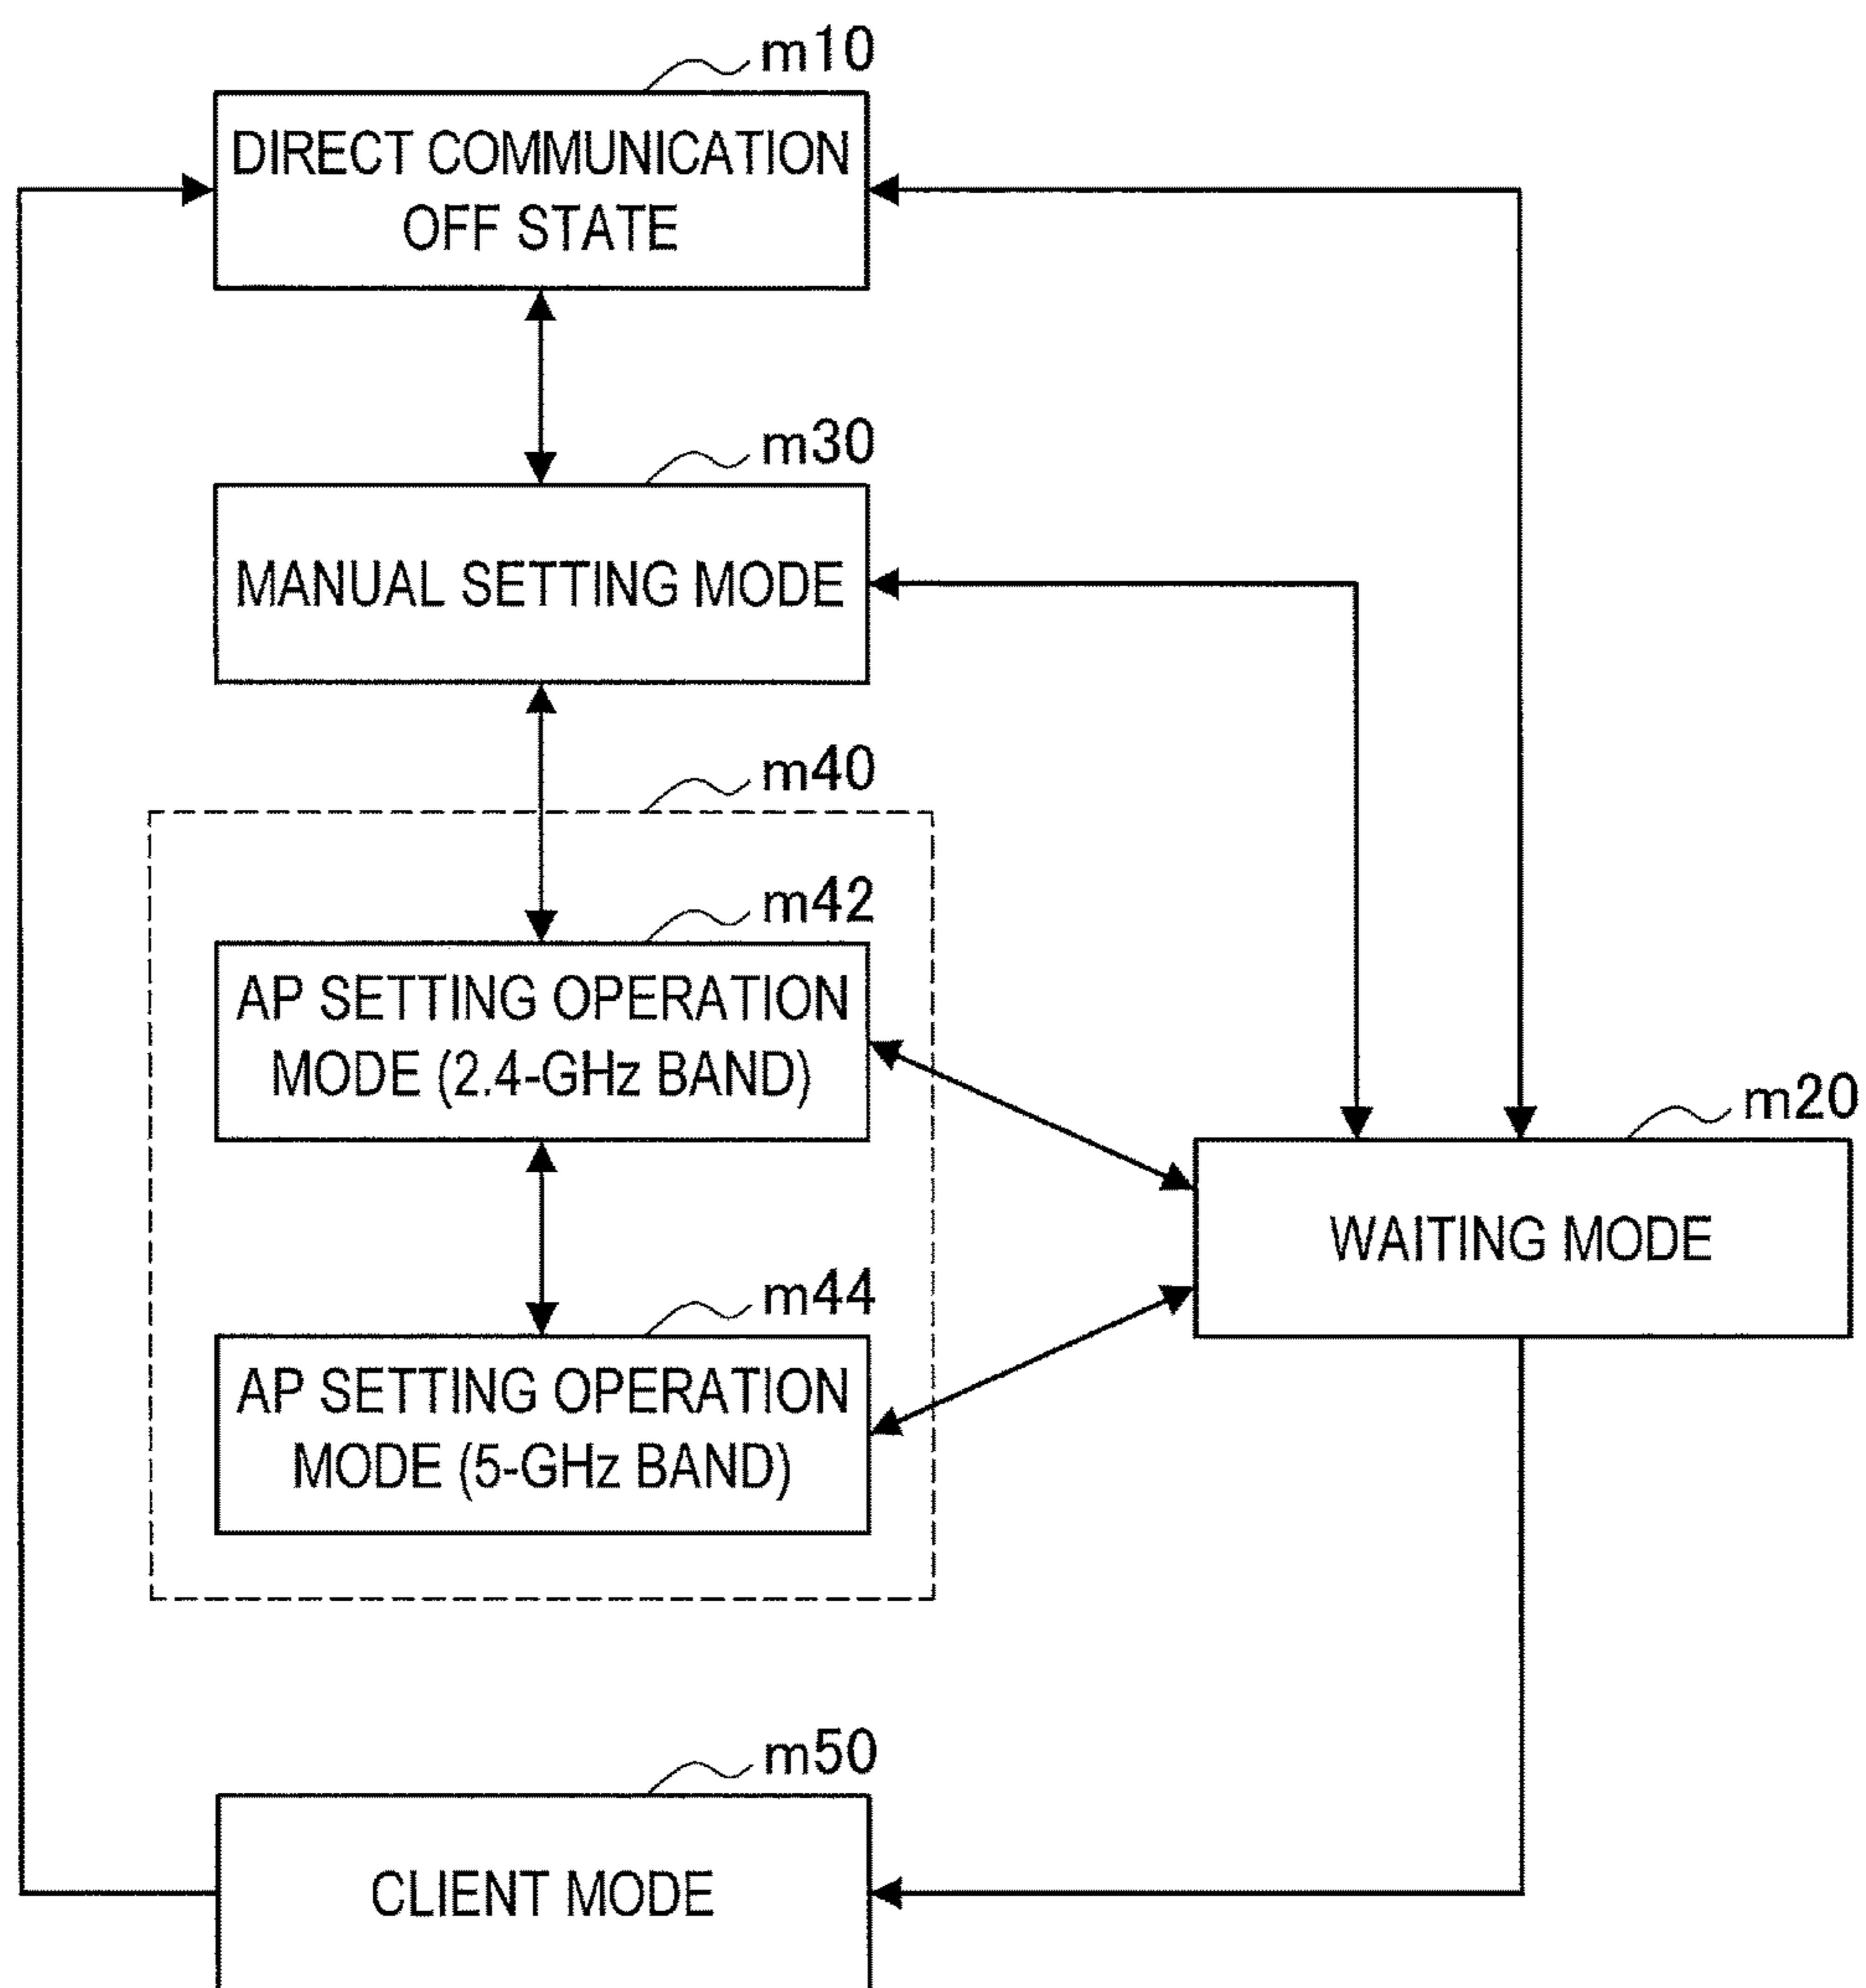 m10
DIRECT COMMUNICATION
OFF STATE
m30
MANUAL SETTING MODE
m40
m42
AP SETTING OPERATION
MODE (2.4-GHz BAND)
m20
WAITING MODE
m44
AP SETTING OPERATION
MODE (5-GHz BAND)
m50
CLIENT MODE